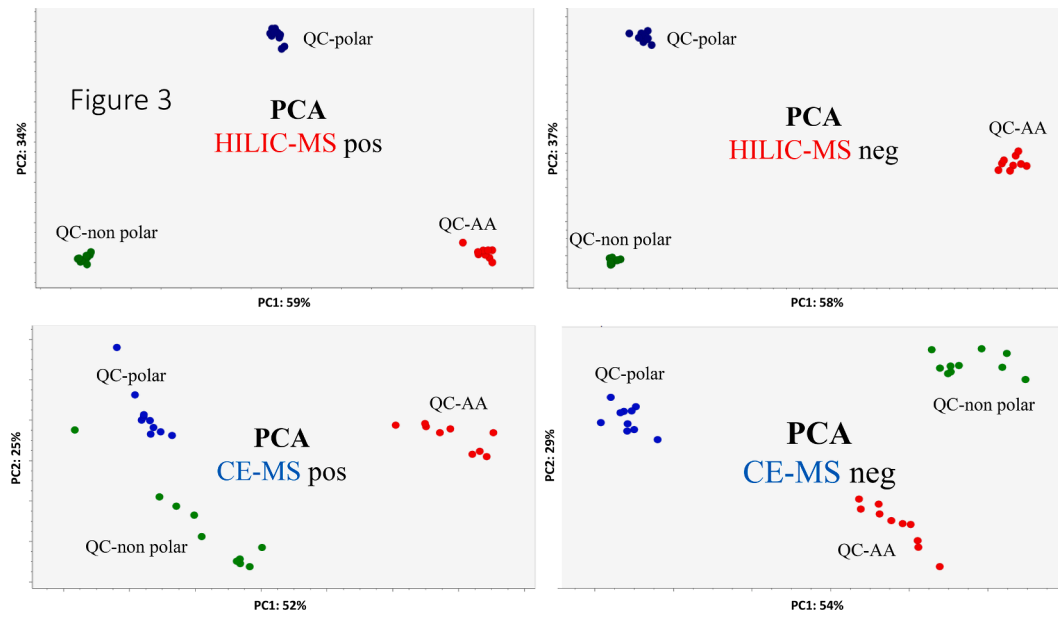 QC-polar
Figure 3
PCA
HILIC-MS pos
PC2: 34%
QC-AA
QC-non polar
PC1: 59%
QC-polar
PCA
HILIC-MS neg
QC-AA
PC2: 37%
QC-non polar
PC1: 58%
QC-polar
QC-AA
PCA
CE-MS pos
PC2: 25%
QC-non polar
PC1: 52%
QC-polar
QC-non polar
PCA
CE-MS neg
PC2: 29%
QC-AA
PC1: 54%